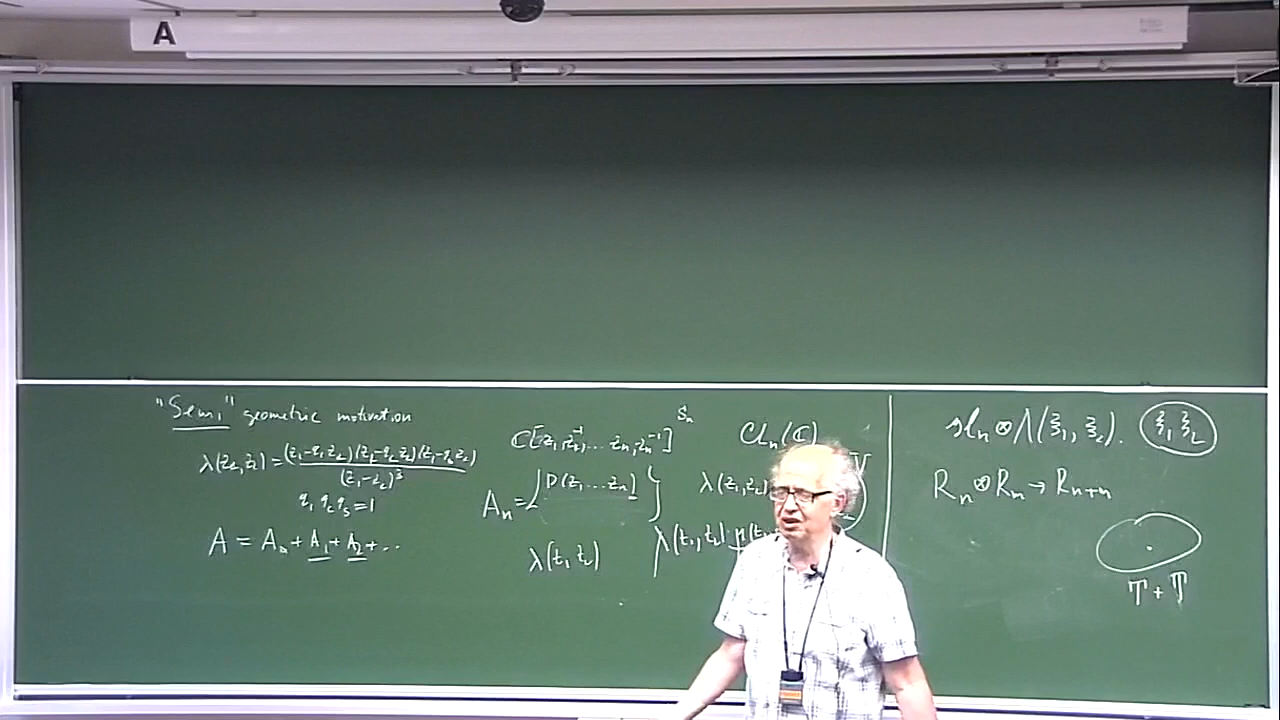 A
"Semi" geometric motivation
λ(z₁,z₂) = (z₁-q₁z₂)(z₁-q₂z₂)(z₁-q₃z₂) / (z₁-z₂)³
q₁ q₂ q₃ = 1
A = A₀ + A₁ + A₂ + ...
ℂ[z₁,z₁⁻¹, ... zₙ,zₙ⁻¹]^Sₙ
Aₙ = { P(z₁ ... zₙ) }
λ(t₁ t₂)
CLₙ(ℂ)
λ(z₁,z₂)
λ(t₁,t₂)
slₙ ⊗ Λ(ξ₁, ξ₂). ξ₁ ξ₂
Rₙ ⊗ Rₘ → Rₙ₊ₘ
T + T